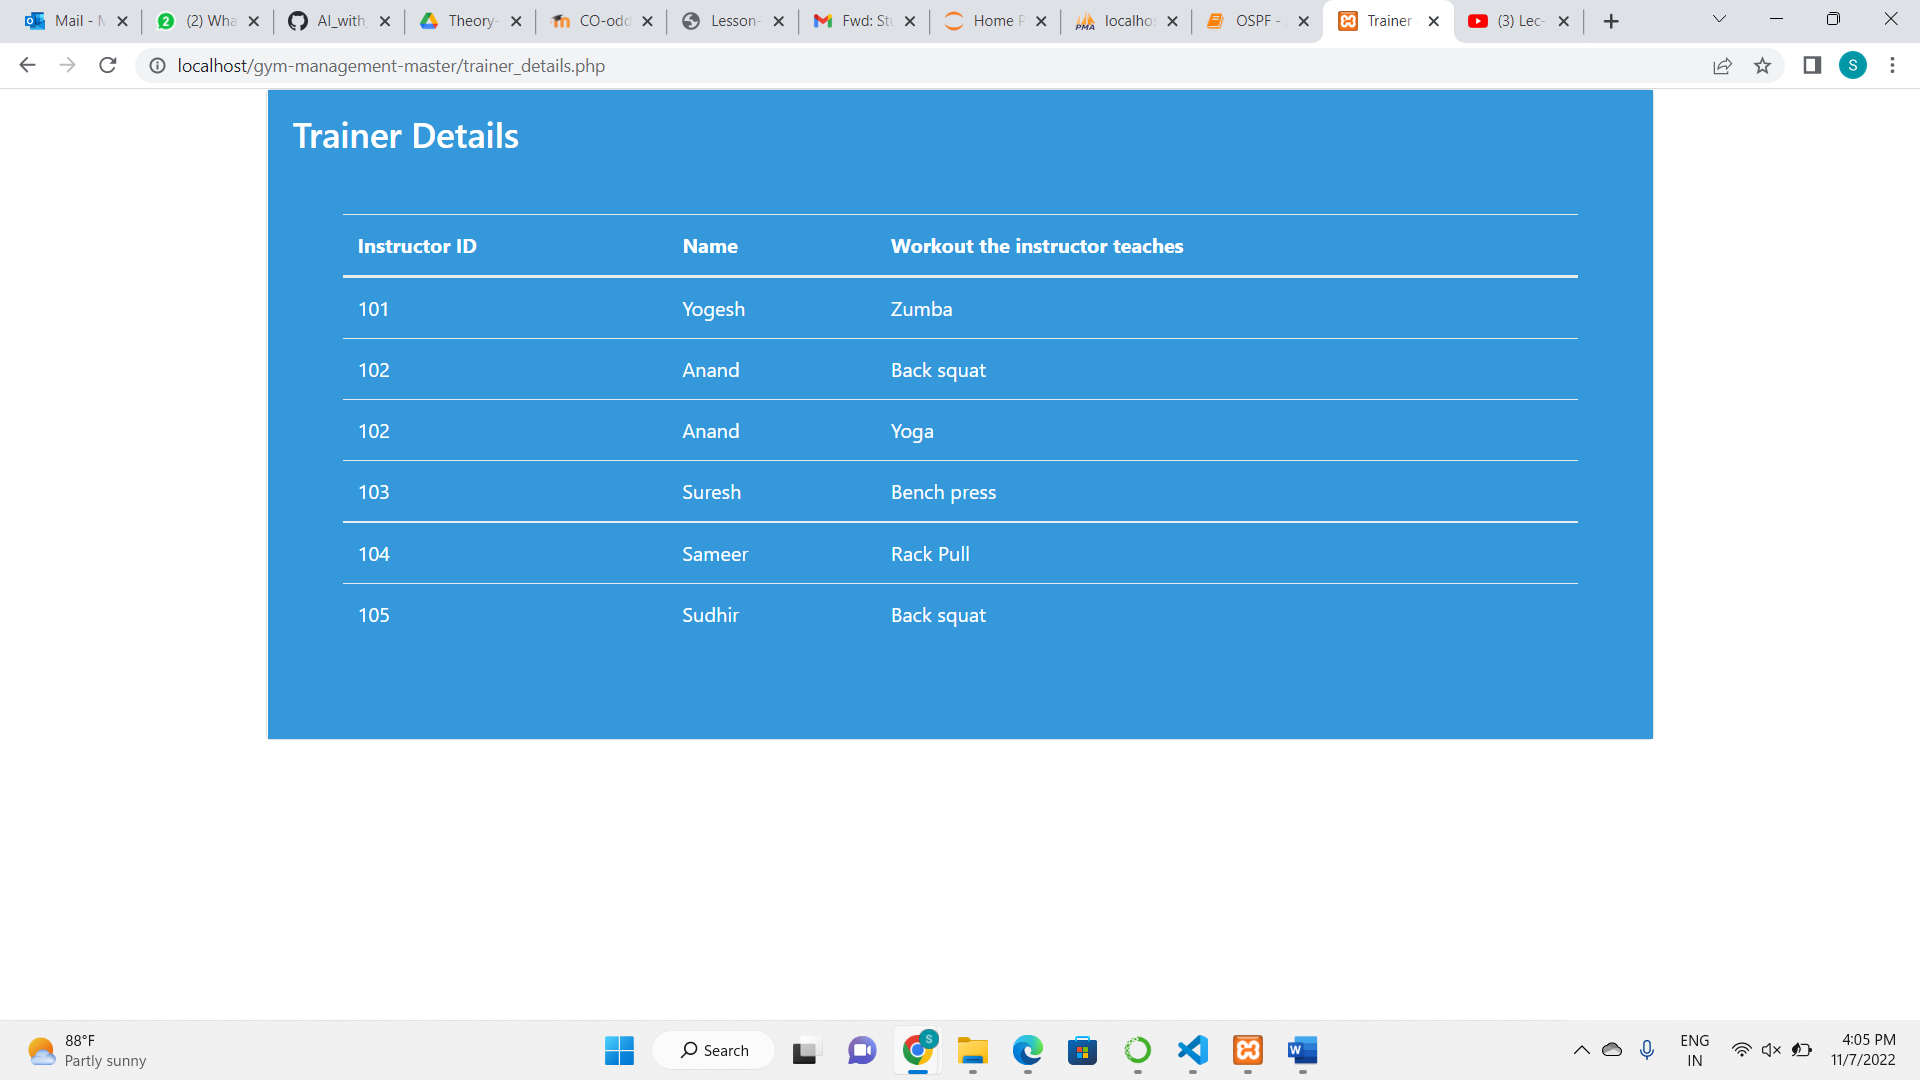 Mail - M (2) Wha AI_with_ Theory- CO-odd Lesson- Fwd: Stu Home P localhos OSPF - Trainer (3) Lec-
localhost/gym-management-master/trainer_details.php S
Trainer Details
Instructor ID Name Workout the instructor teaches
101 Yogesh Zumba
102 Anand Back squat
102 Anand Yoga
103 Suresh Bench press
104 Sameer Rack Pull
105 Sudhir Back squat
88°F
Partly sunny
Search
ENG
IN
4:05 PM
11/7/2022